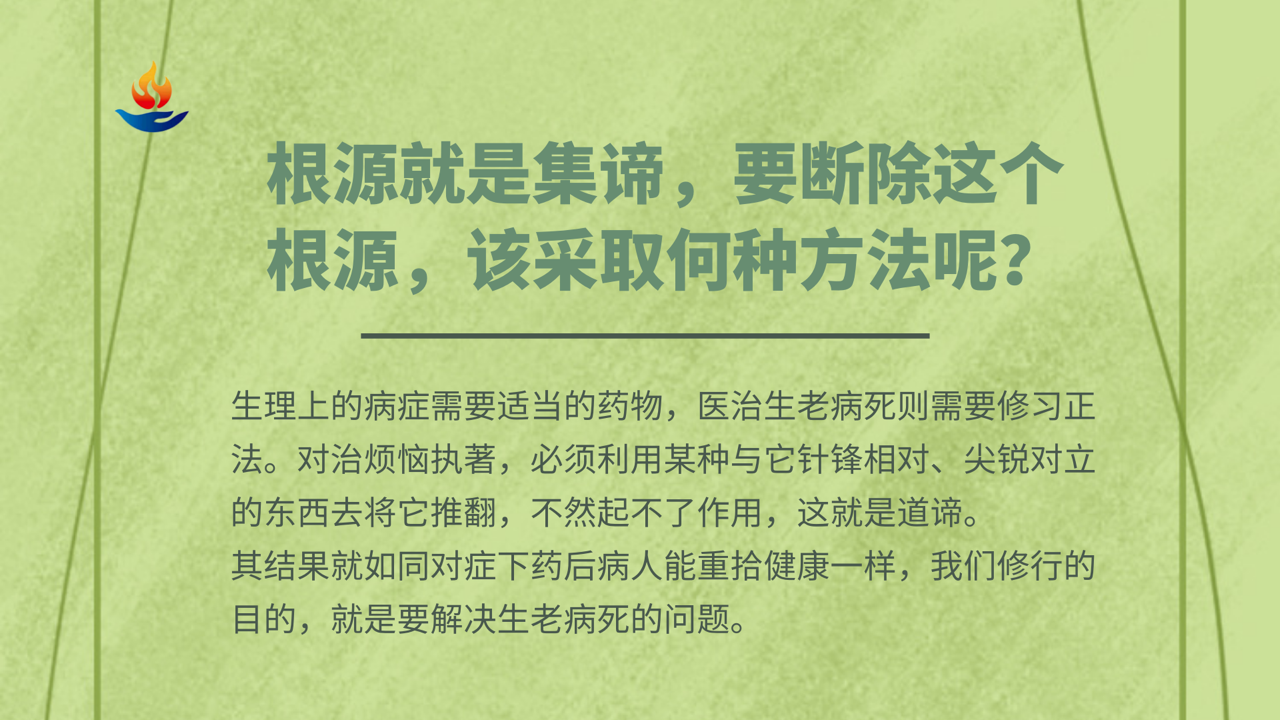 根源就是集谛，要断除这个
根源，该采取何种方法呢？
生理上的病症需要适当的药物，医治生老病死则需要修习正
法。对治烦恼执著，必须利用某种与它针锋相对、尖锐对立
的东西去将它推翻，不然起不了作用，这就是道谛。
其结果就如同对症下药后病人能重拾健康一样，我们修行的
目的，就是要解决生老病死的问题。